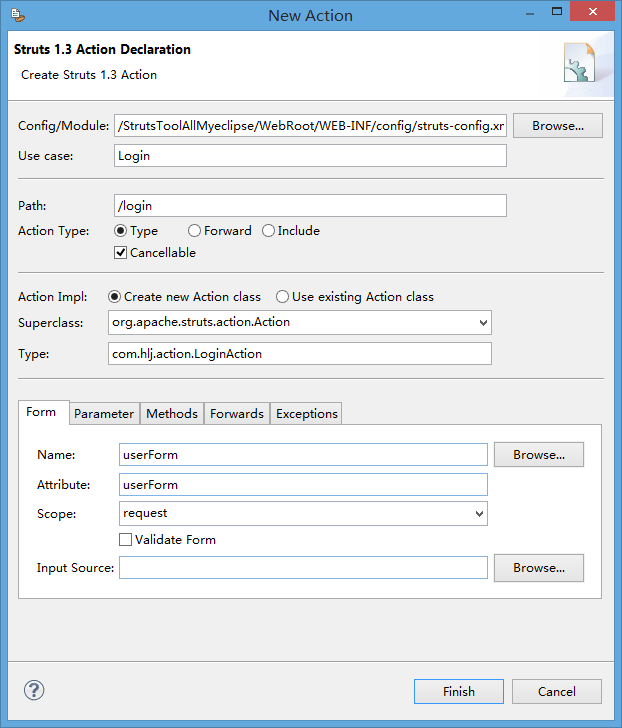 New Action
Struts 1.3 Action Declaration
Create Struts 1.3 Action
Config/Module: /StrutsToolAllMyeclipse/WebRoot/WEB-INF/config/struts-config.xr Browse...
Use case: Login
Path: /login
Action Type: Type Forward Include
Cancellable
Action Impl: Create new Action class Use existing Action class
Superclass: org.apache.struts.action.Action
Type: com.hlj.action.LoginAction
Form Parameter Methods Forwards Exceptions
Name: userForm Browse...
Attribute: userForm
Scope: request
Validate Form
Input Source: Browse...
? Finish Cancel